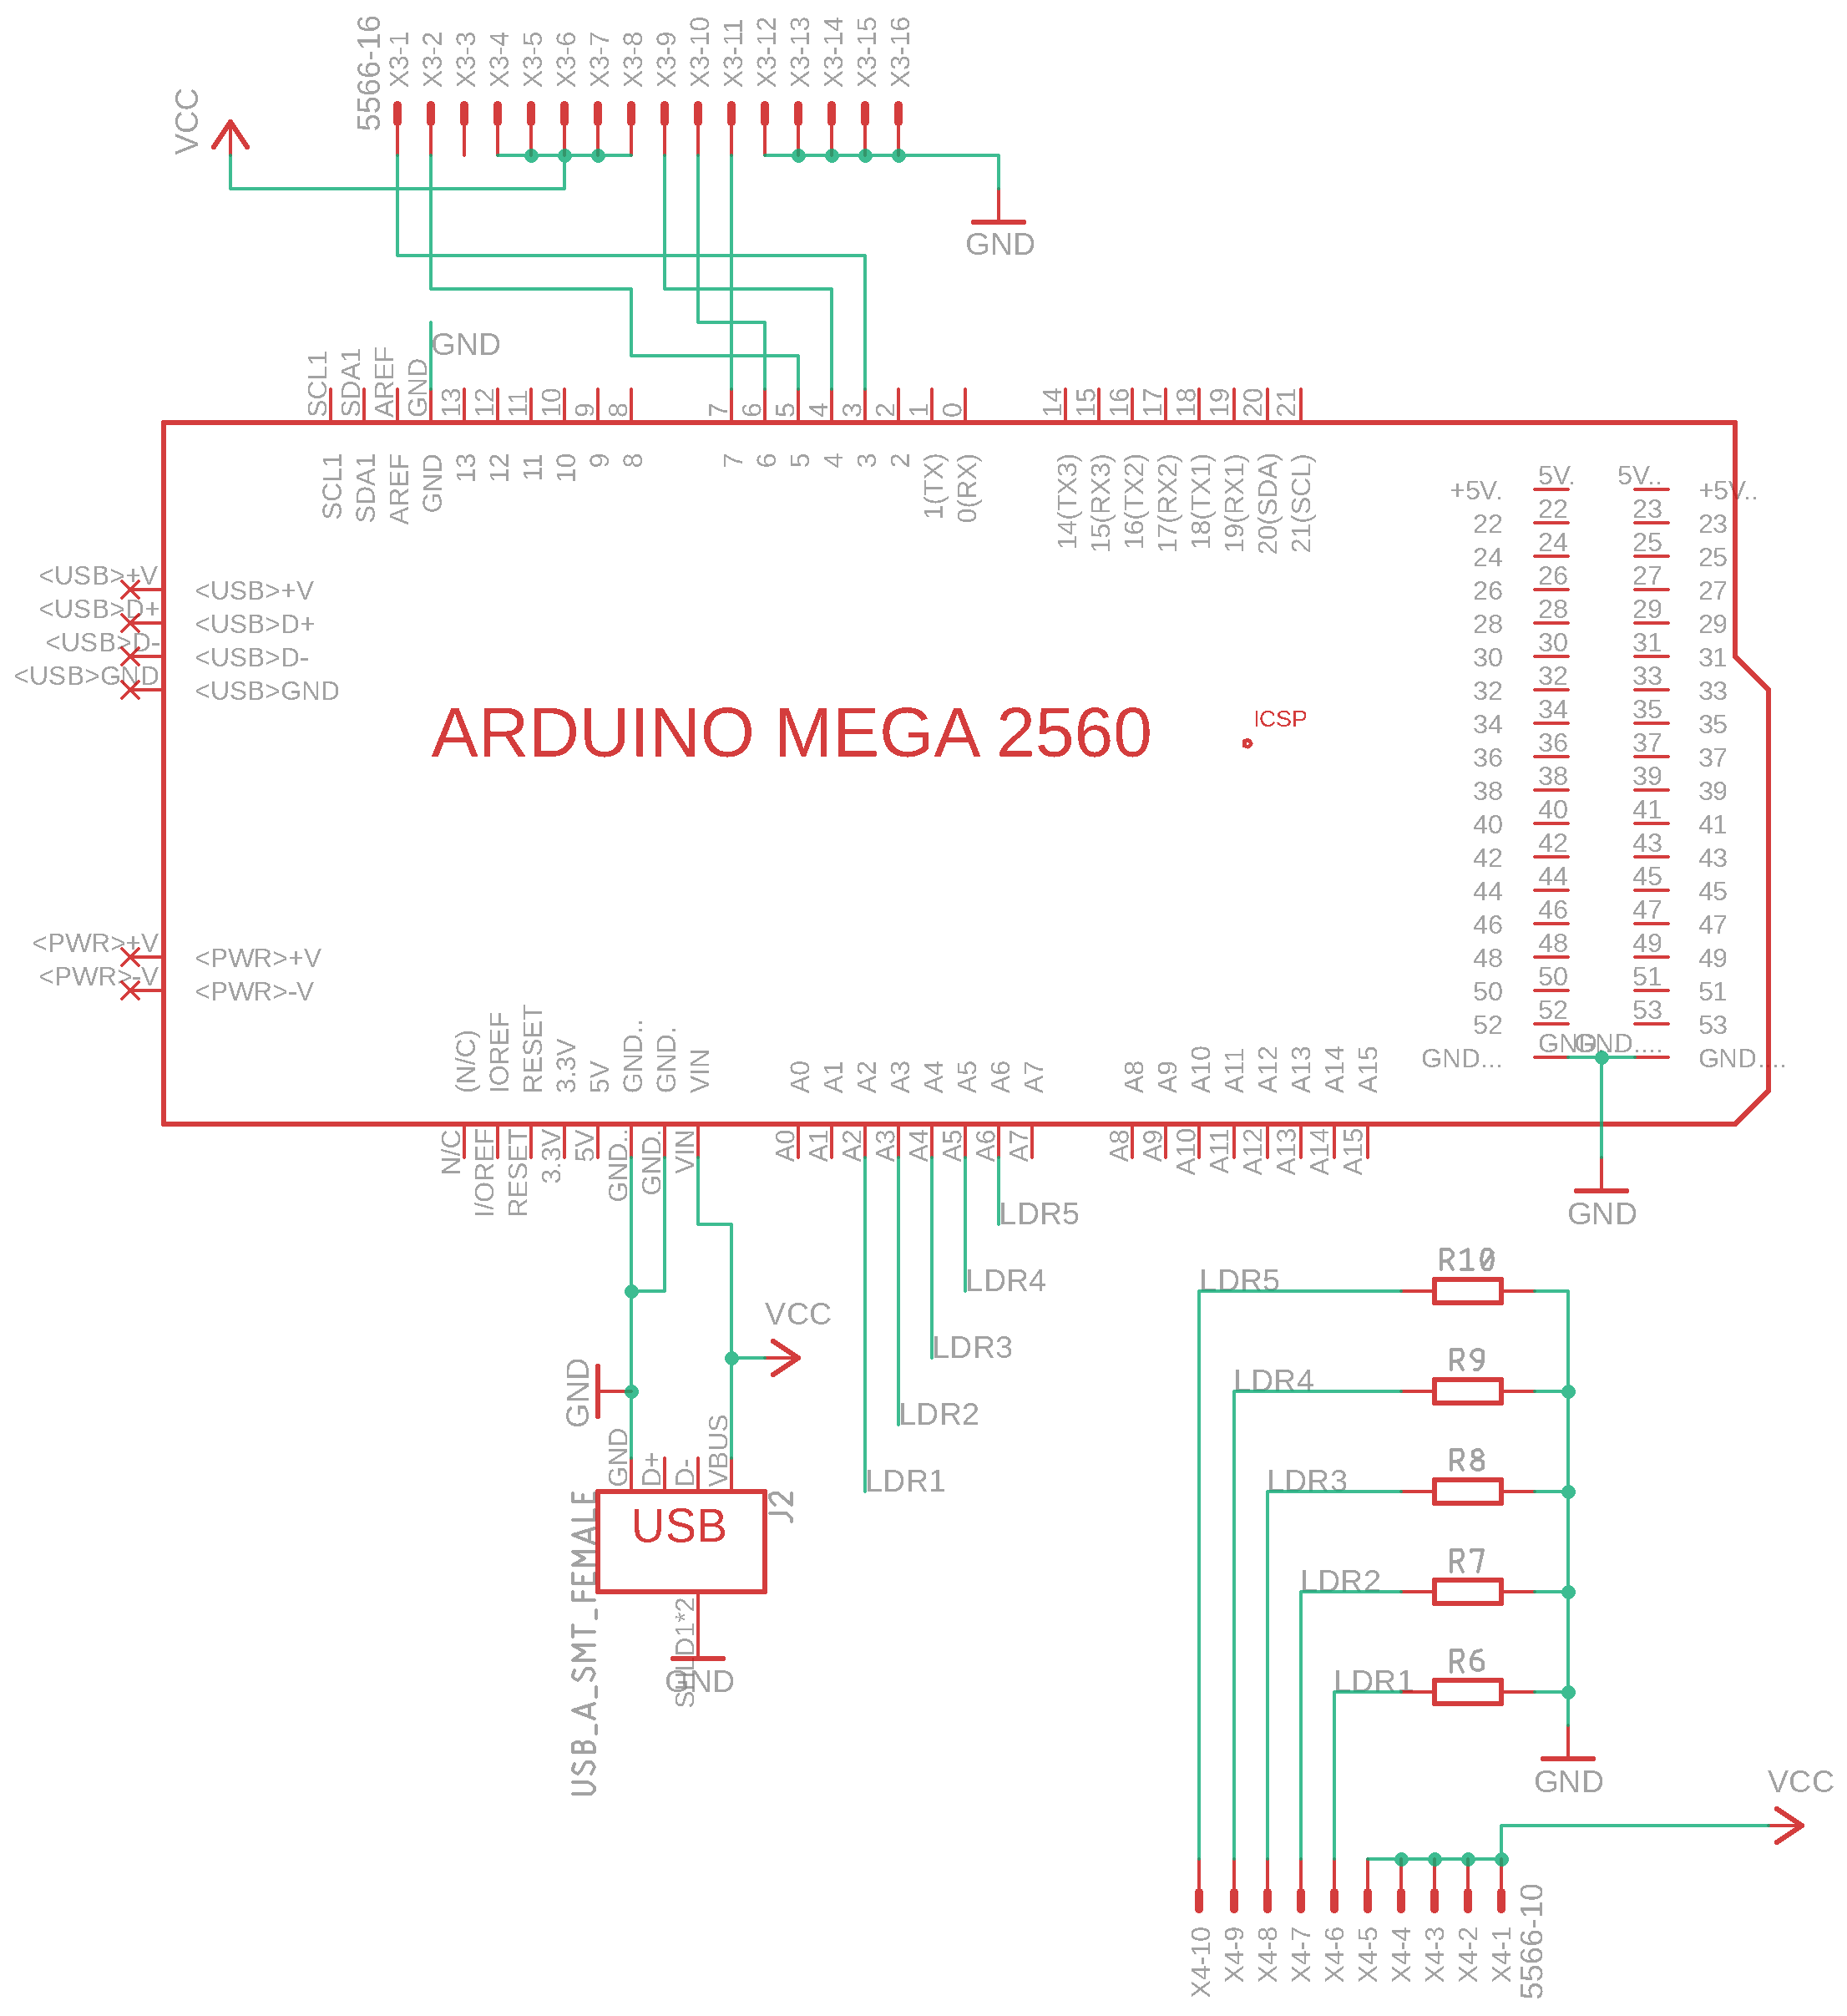 5566-16
X3-1
X3-2
X3-3
X3-4
X3-5
X3-6
X3-7
X3-8
X3-9
X3-10
X3-11
X3-12
X3-13
X3-14
X3-15
X3-16
VCC
GND
GND
SCL1
SDA1
AREF
GND
13
12
11
10
9
8
7
6
5
4
3
2
1
0
14
15
16
17
18
19
20
21
SCL1
SDA1
AREF
GND
13
12
11
10
9
8
7
6
5
4
3
2
1(TX)
0(RX)
14(TX3)
15(RX3)
16(TX2)
17(RX2)
18(TX1)
19(RX1)
20(SDA)
21(SCL)
+5V. 5V. 5V.. +5V..
22 22 23 23
24 24 25 25
26 26 27 27
28 28 29 29
30 30 31 31
32 32 33 33
34 34 35 35
36 36 37 37
38 38 39 39
40 40 41 41
42 42 43 43
44 44 45 45
46 46 47 47
48 48 49 49
50 50 51 51
52 52 53 53
GND... GND... GND.... GND....
<USB>+V <USB>+V
<USB>D+ <USB>D+
<USB>D- <USB>D-
<USB>GND <USB>GND
ARDUINO MEGA 2560
ICSP
<PWR>+V <PWR>+V
<PWR>-V <PWR>-V
(N/C)
IOREF
RESET
3.3V
5V
GND..
GND.
VIN
A0
A1
A2
A3
A4
A5
A6
A7
A8
A9
A10
A11
A12
A13
A14
A15
N/C
I/OREF
RESET
3.3V
5V
GND..
GND.
VIN
A0
A1
A2
A3
A4
A5
A6
A7
A8
A9
A10
A11
A12
A13
A14
A15
GND
LDR5
LDR4
LDR3
LDR2
LDR1
VCC
GND
GND
D+
D-
VBUS
USB
J2
USB_A_SMT_FEMALE
SHLD1*2
GND
LDR5 R10
LDR4 R9
LDR3 R8
LDR2 R7
LDR1 R6
GND
VCC
X4-10
X4-9
X4-8
X4-7
X4-6
X4-5
X4-4
X4-3
X4-2
X4-1
5566-10